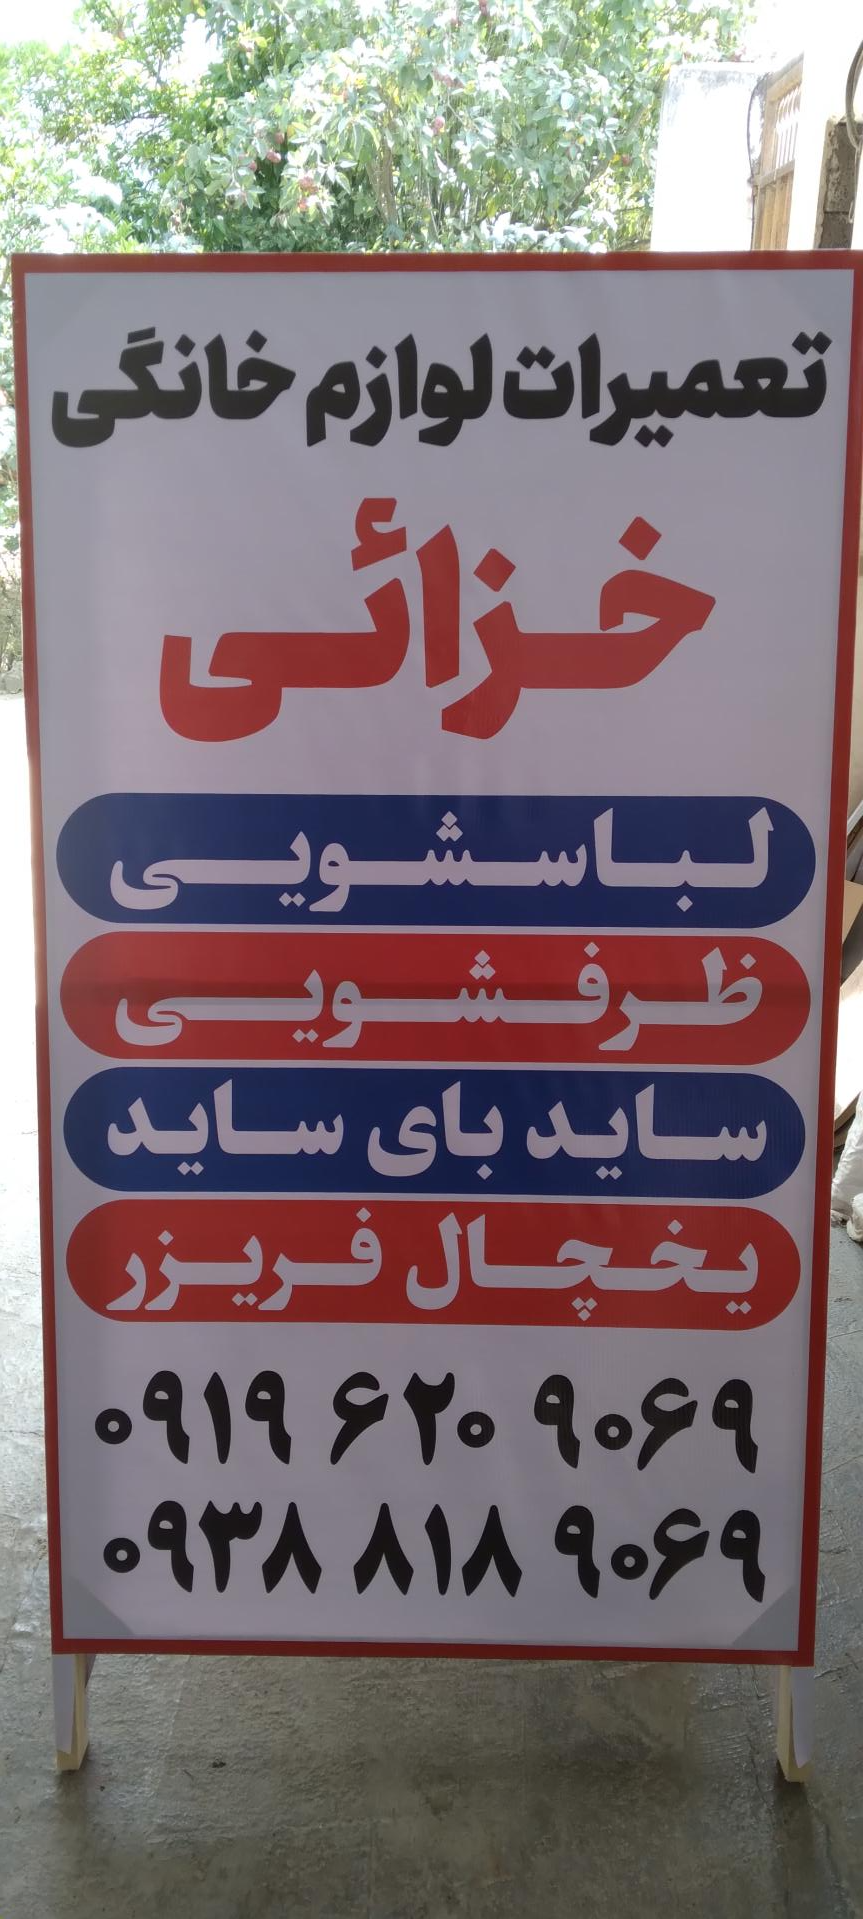 تعمیرات لوازم خانگی
خزائی
لباسشویی
ظرفشویی
ساید بای ساید
یخچال فریزر
۰۹۱۹ ۶۲۰ ۹۰۶۹
۰۹۳۸ ۸۱۸ ۹۰۶۹